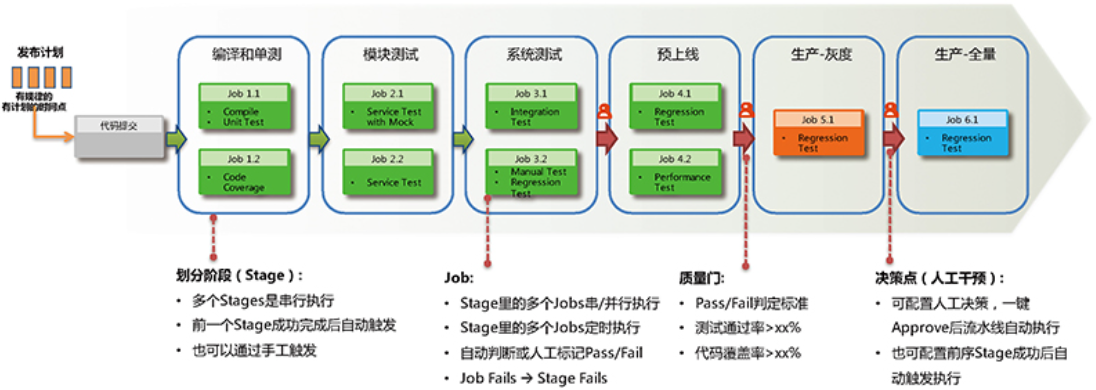 发布计划
有规律的
有计划的时间点
代码提交
编译和单测
Job 1.1
• Compile
• Unit Test
Job 1.2
• Code
Coverage
模块测试
Job 2.1
• Service Test
with Mock
Job 2.2
• Service Test
系统测试
Job 3.1
• Integration
Test
Job 3.2
• Manual Test
• Regression
Test
预上线
Job 4.1
• Regression
Test
Job 4.2
• Performance
Test
生产-灰度
Job 5.1
• Regression
Test
生产-全量
Job 6.1
• Regression
Test
划分阶段（Stage）:
• 多个Stages是串行执行
• 前一个Stage成功完成后自动触发
• 也可以通过手工触发
Job:
• Stage里的多个Jobs串/并行执行
• Stage里的多个Jobs定时执行
• 自动判断或人工标记Pass/Fail
• Job Fails → Stage Fails
质量门:
• Pass/Fail判定标准
• 测试通过率>xx%
• 代码覆盖率>xx%
决策点（人工干预）:
• 可配置人工决策，一键
Approve后流水线自动执行
• 也可配置前序Stage成功后自
动触发执行